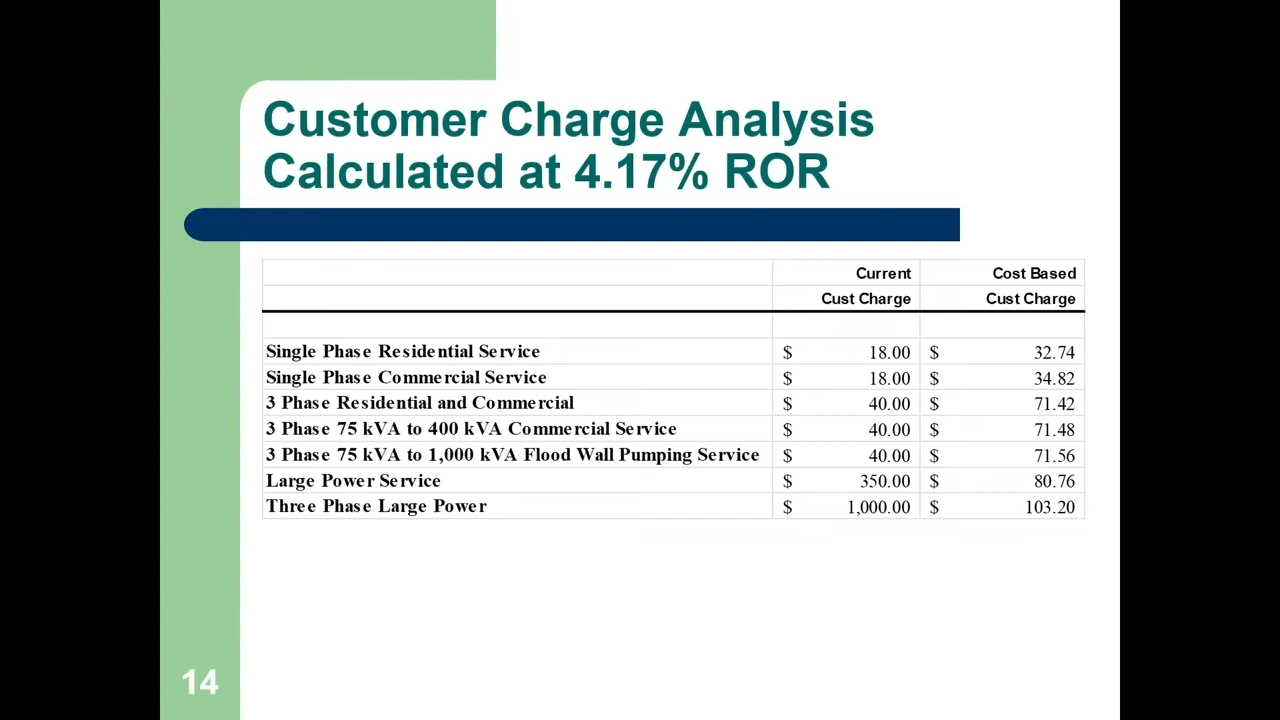 Customer Charge Analysis
Calculated at 4.17% ROR
Current Cost Based
Cust Charge Cust Charge
Single Phase Residential Service $ 18.00 $ 32.74
Single Phase Commercial Service $ 18.00 $ 34.82
3 Phase Residential and Commercial $ 40.00 $ 71.42
3 Phase 75 kVA to 400 kVA Commercial Service $ 40.00 $ 71.48
3 Phase 75 kVA to 1,000 kVA Flood Wall Pumping Service $ 40.00 $ 71.56
Large Power Service $ 350.00 $ 80.76
Three Phase Large Power $ 1,000.00 $ 103.20
14